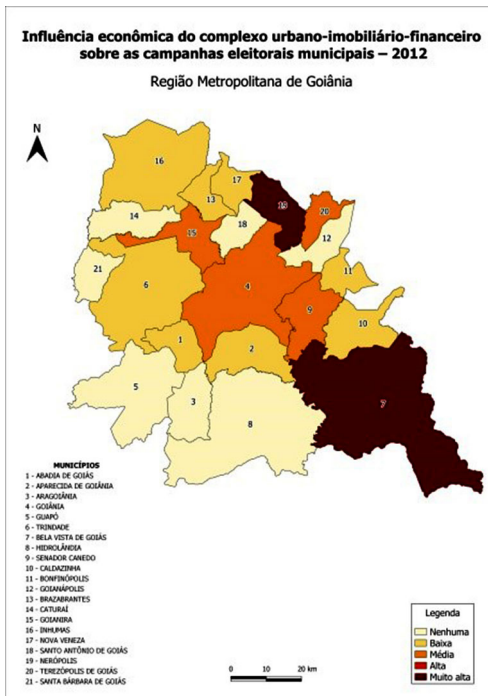 Influência econômica do complexo urbano-imobiliário-financeiro
sobre as campanhas eleitorais municipais – 2012
Região Metropolitana de Goiânia
N
16
17
13
19
20
14
18
12
15
21
11
6
4
9
10
1
2
5
3
7
8
MUNICÍPIOS
1 - ABADIA DE GOIÁS
2 - APARECIDA DE GOIÂNIA
3 - ARAGOIÂNIA
4 - GOIÂNIA
5 - GUAPÓ
6 - TRINDADE
7 - BELA VISTA DE GOIÁS
8 - HIDROLÂNDIA
9 - SENADOR CANEDO
10 - CALDAZINHA
11 - BONFINÓPOLIS
12 - GOIANÁPOLIS
13 - BRAZABRANTES
14 - CATURAÍ
15 - GOIANIRA
16 - INHUMAS
17 - NOVA VENEZA
18 - SANTO ANTÔNIO DE GOIÁS
19 - NERÓPOLIS
20 - TEREZÓPOLIS DE GOIÁS
21 - SANTA BÁRBARA DE GOIÁS
0 10 20 km
Legenda
Nenhuma
Baixa
Média
Alta
Muito alta